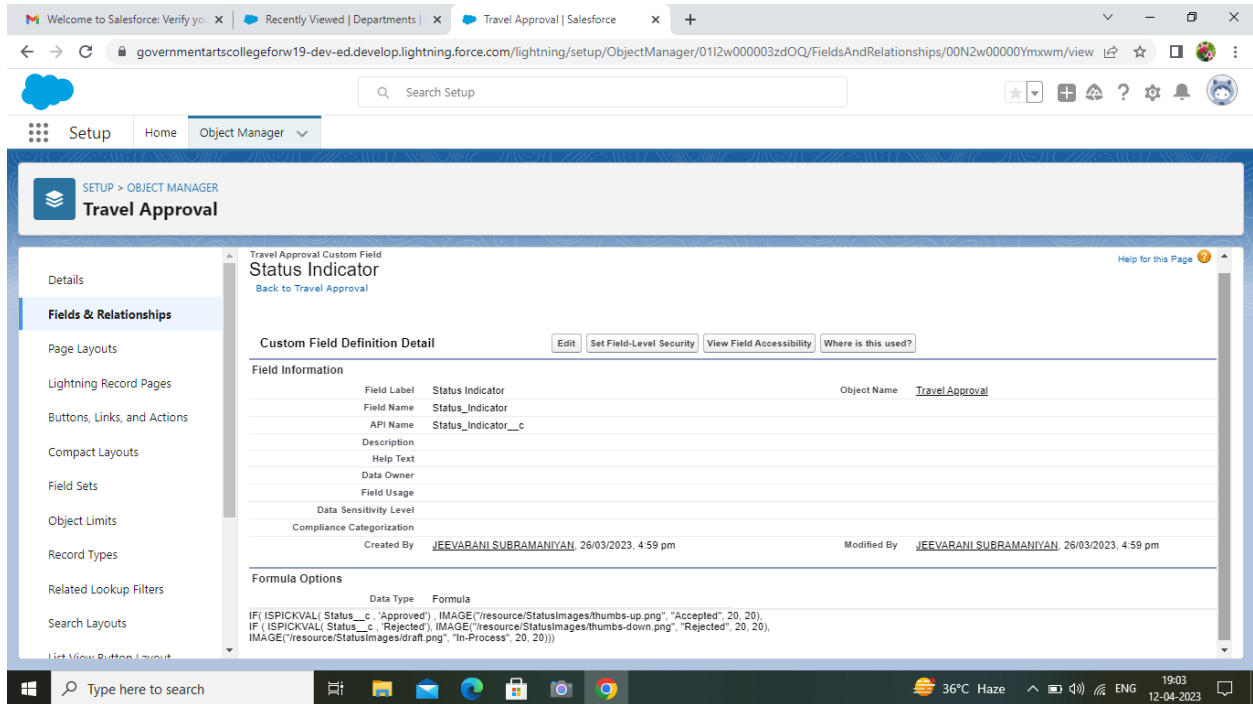 Welcome to Salesforce: Verify you
Recently Viewed | Departments |
Travel Approval | Salesforce
governmentartscollegeforw19-dev-ed.develop.lightning.force.com/lightning/setup/ObjectManager/01I2w000003zdOQ/FieldsAndRelationships/00N2w00000Ymxwm/view
Search Setup
Setup
Home
Object Manager
SETUP > OBJECT MANAGER
Travel Approval
Details
Fields & Relationships
Page Layouts
Lightning Record Pages
Buttons, Links, and Actions
Compact Layouts
Field Sets
Object Limits
Record Types
Related Lookup Filters
Search Layouts
List View Button Layout
Travel Approval Custom Field
Status Indicator
Back to Travel Approval
Help for this Page
Custom Field Definition Detail
Edit
Set Field-Level Security
View Field Accessibility
Where is this used?
Field Information
Field Label Status Indicator Object Name Travel Approval
Field Name Status_Indicator
API Name Status_Indicator__c
Description
Help Text
Data Owner
Field Usage
Data Sensitivity Level
Compliance Categorization
Created By JEEVARANI SUBRAMANIYAN, 26/03/2023, 4:59 pm Modified By JEEVARANI SUBRAMANIYAN, 26/03/2023, 4:59 pm
Formula Options
Data Type Formula
IF( ISPICKVAL( Status__c , 'Approved') , IMAGE("/resource/StatusImages/thumbs-up.png", "Accepted", 20, 20),
IF ( ISPICKVAL( Status__c , 'Rejected'), IMAGE("/resource/StatusImages/thumbs-down.png", "Rejected", 20, 20),
IMAGE("/resource/StatusImages/draft.png", "In-Process", 20, 20)))
Type here to search
36°C Haze
ENG
19:03
12-04-2023